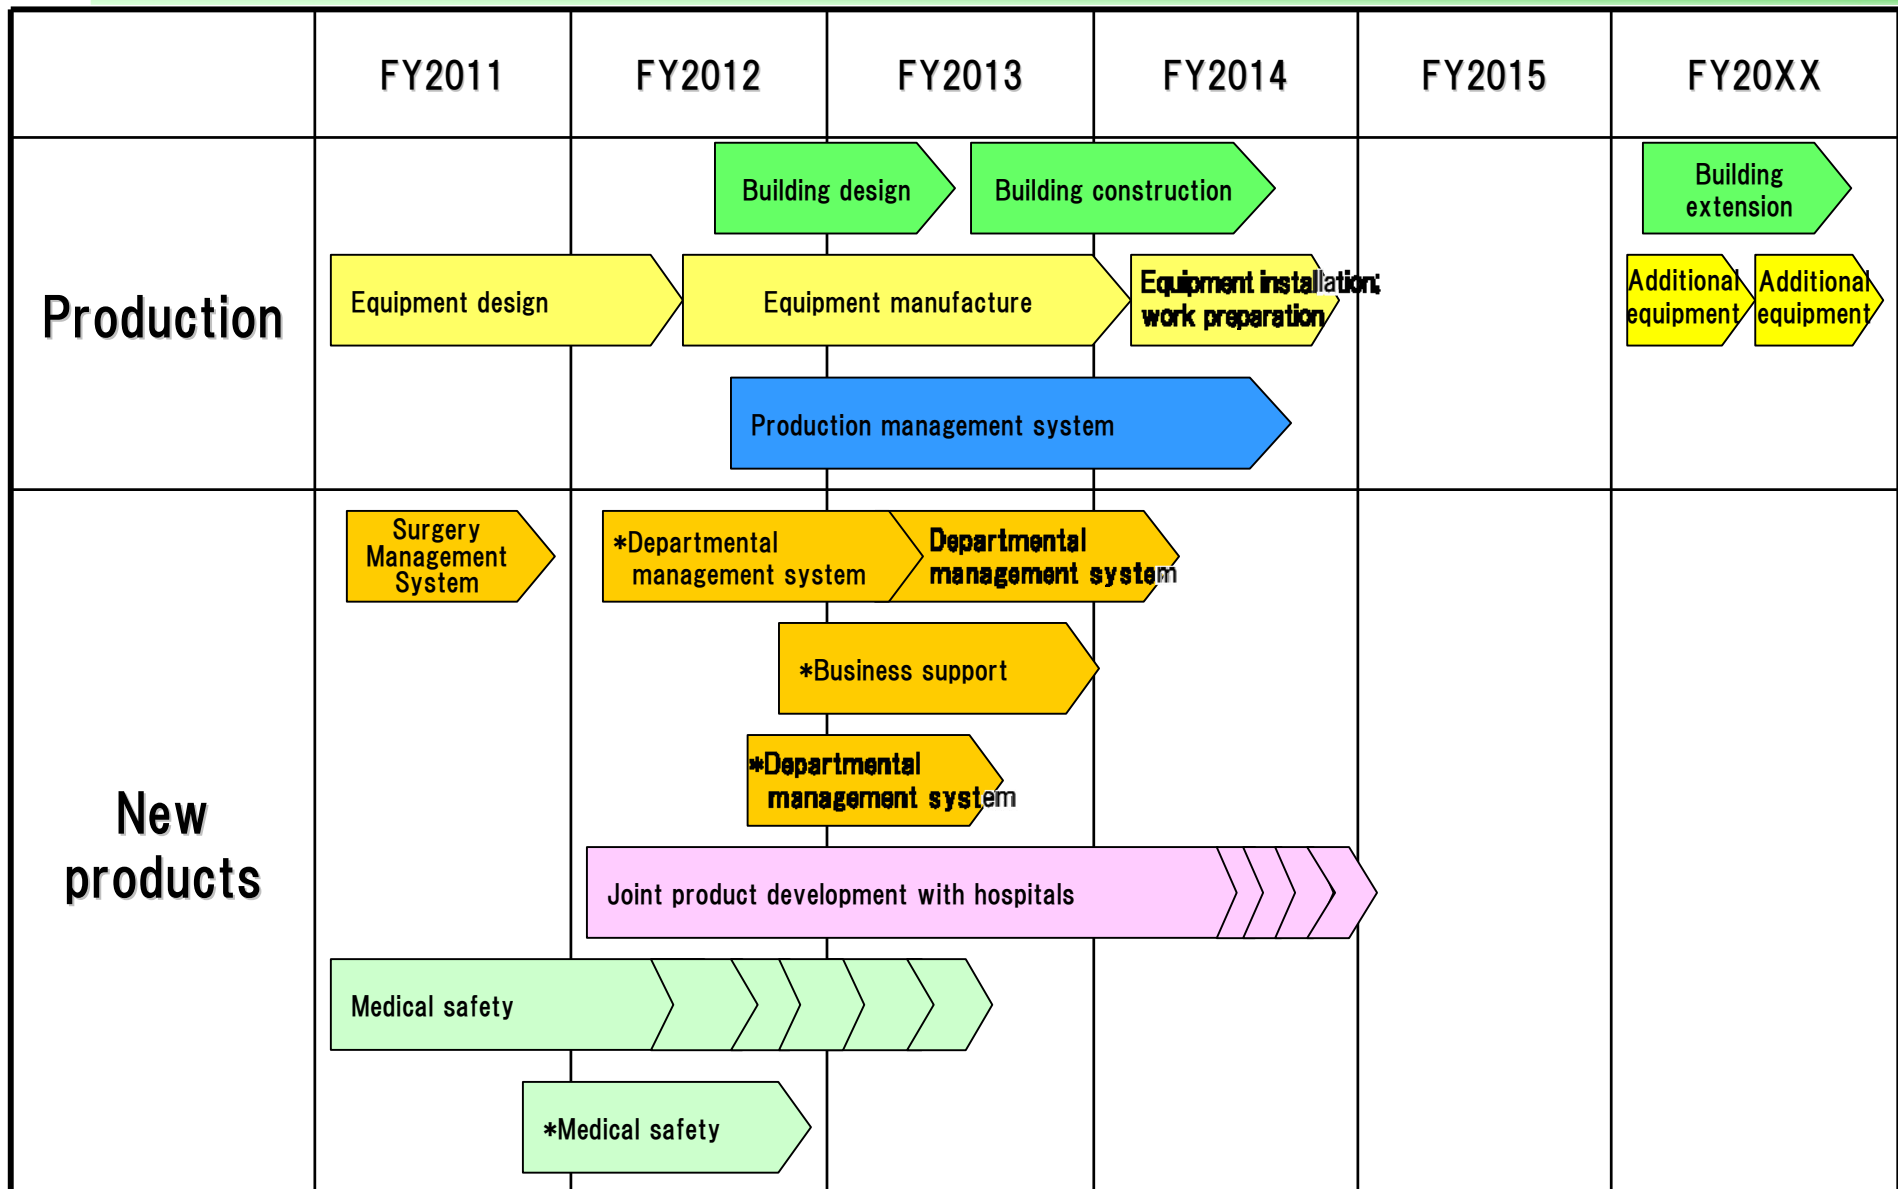 FY2011 FY2012 FY2013 FY2014 FY2015 FY20XX
Production
Building design
Building construction
Building
extension
Equipment design
Equipment manufacture
Equipment installation;
work preparation
Additional
equipment
Additional
equipment
Production management system
New
products
Surgery
Management
System
*Departmental
management system
Departmental
management system
*Business support
*Departmental
management system
Joint product development with hospitals
Medical safety
*Medical safety